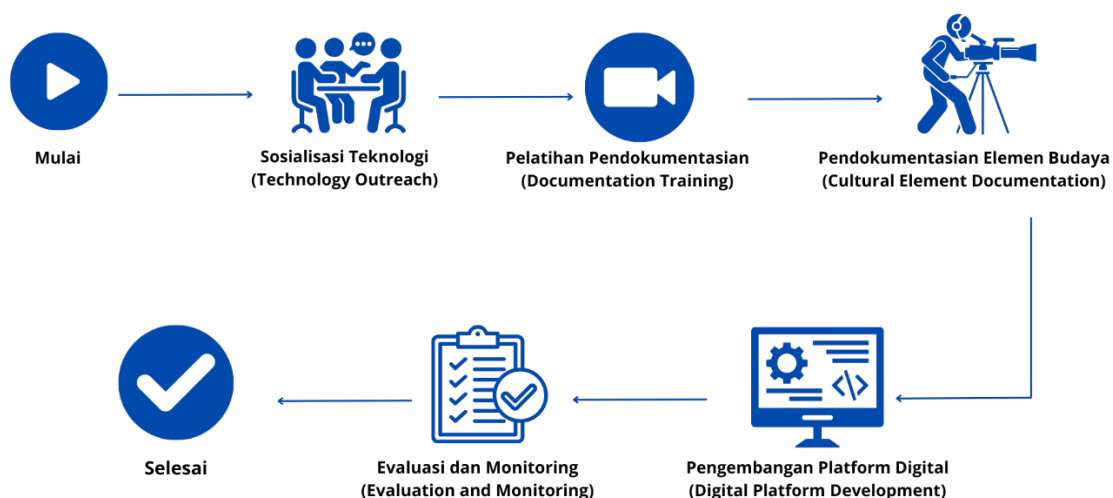 Mulai
Sosialisasi Teknologi
(Technology Outreach)
Pelatihan Pendokumentasian
(Documentation Training)
Pendokumentasian Elemen Budaya
(Cultural Element Documentation)
Selesai
Evaluasi dan Monitoring
(Evaluation and Monitoring)
Pengembangan Platform Digital
(Digital Platform Development)